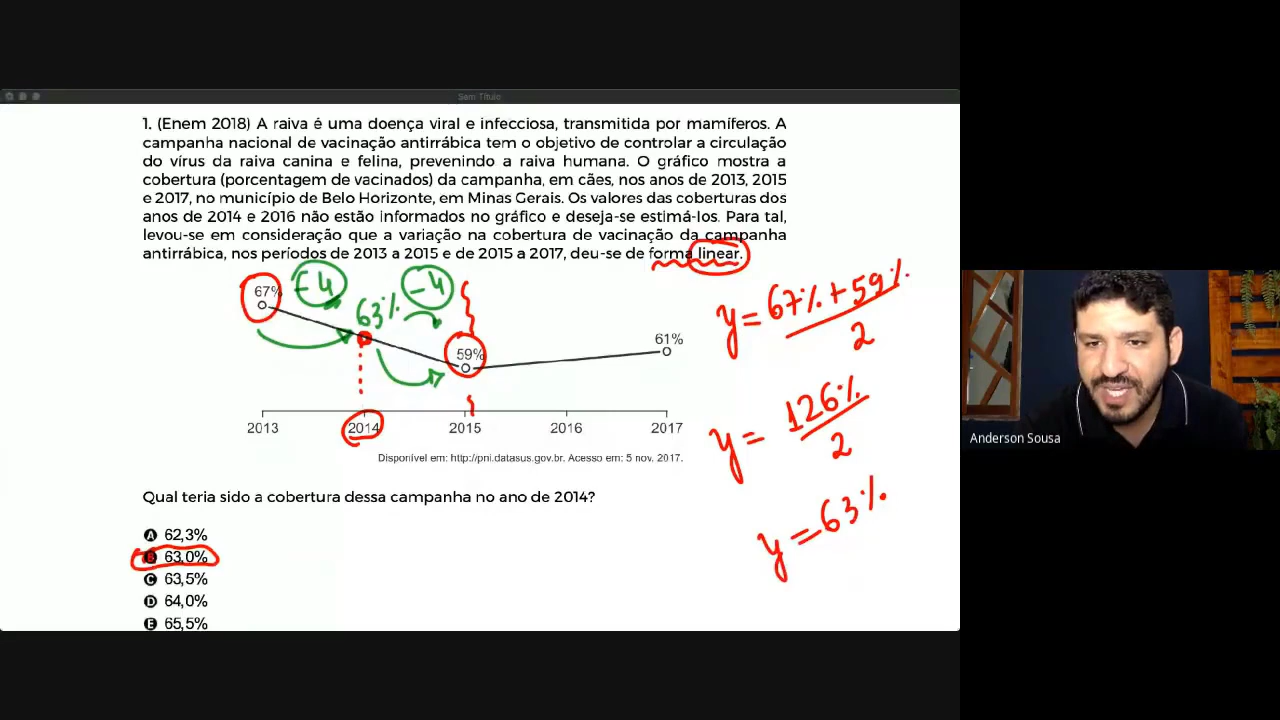 Sem Título
1. (Enem 2018) A raiva é uma doença viral e infecciosa, transmitida por mamíferos. A
campanha nacional de vacinação antirrábica tem o objetivo de controlar a circulação
do vírus da raiva canina e felina, prevenindo a raiva humana. O gráfico mostra a
cobertura (porcentagem de vacinados) da campanha, em cães, nos anos de 2013, 2015
e 2017, no município de Belo Horizonte, em Minas Gerais. Os valores das coberturas dos
anos de 2014 e 2016 não estão informados no gráfico e deseja-se estimá-los. Para tal,
levou-se em consideração que a variação na cobertura de vacinação da campanha
antirrábica, nos períodos de 2013 a 2015 e de 2015 a 2017, deu-se de forma linear.
67% -4 63% -4 59% 61%
2013 2014 2015 2016 2017
Disponível em: http://pni.datasus.gov.br. Acesso em: 5 nov. 2017.
y = 67% + 59%
2
y = 126%
2
y = 63%
Qual teria sido a cobertura dessa campanha no ano de 2014?
A 62,3%
B 63,0%
C 63,5%
D 64,0%
E 65,5%
Anderson Sousa